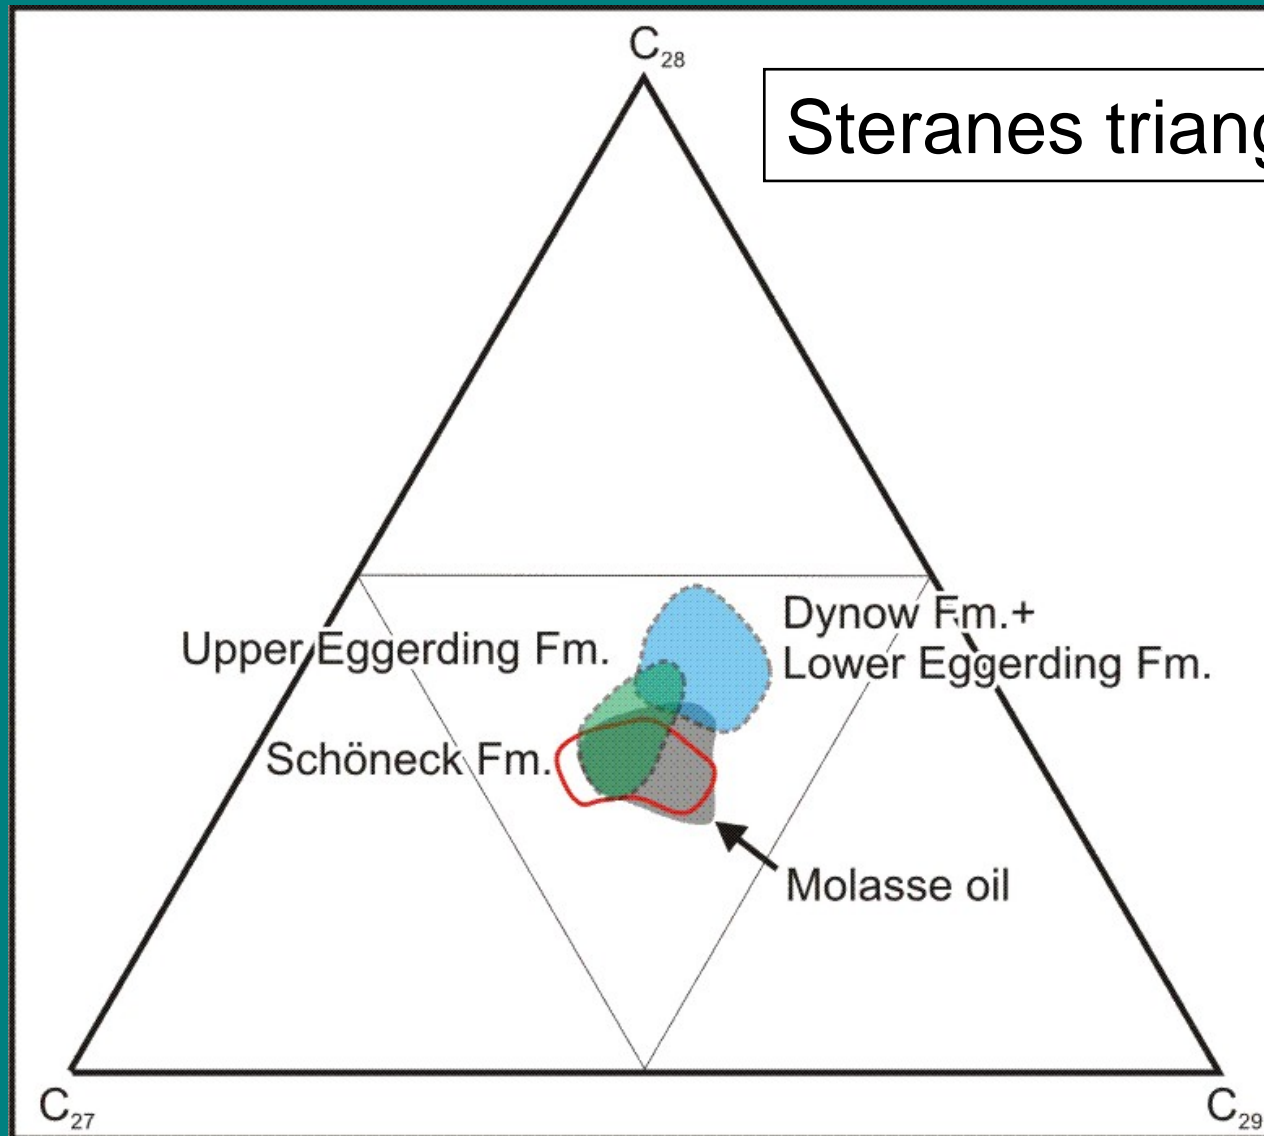 C₂₈
Steranes triang
Dynow Fm.+
Upper Eggerding Fm.
Lower Eggerding Fm.
Schöneck Fm.
Molasse oil
C₂₇
C₂₉